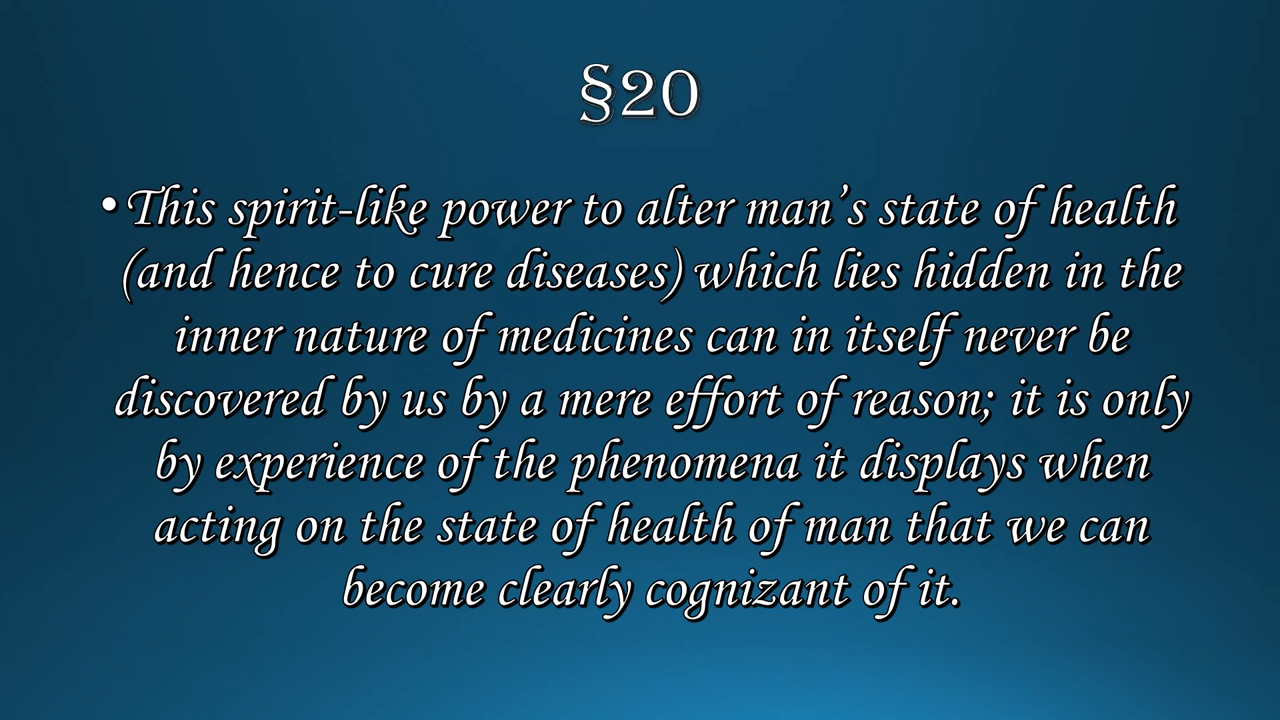 §20
•This spirit-like power to alter man’s state of health
(and hence to cure diseases) which lies hidden in the
inner nature of medicines can in itself never be
discovered by us by a mere effort of reason; it is only
by experience of the phenomena it displays when
acting on the state of health of man that we can
become clearly cognizant of it.